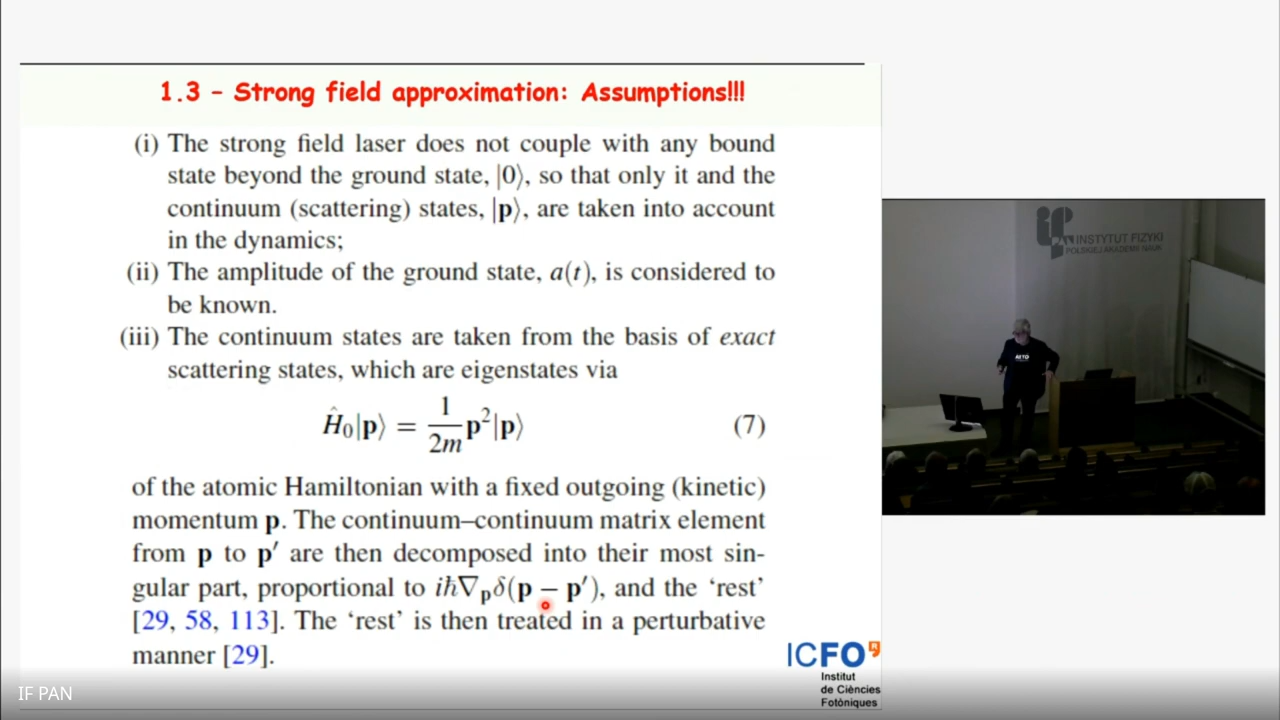 1.3 – Strong field approximation: Assumptions!!!
(i) The strong field laser does not couple with any bound
state beyond the ground state, |0⟩, so that only it and the
continuum (scattering) states, |p⟩, are taken into account
in the dynamics;
(ii) The amplitude of the ground state, a(t), is considered to
be known.
(iii) The continuum states are taken from the basis of exact
scattering states, which are eigenstates via
Ĥ₀|p⟩ = 1/2m p²|p⟩ (7)
of the atomic Hamiltonian with a fixed outgoing (kinetic)
momentum p. The continuum–continuum matrix element
from p to p′ are then decomposed into their most sin-
gular part, proportional to iℏ∇ₚδ(p − p′), and the ‘rest’
[29, 58, 113]. The ‘rest’ is then treated in a perturbative
manner [29].
ICFO
R
Institut
de Ciències
Fotòniques
IF PAN
INSTYTUT FIZYKI
POLSKIEJ AKADEMII NAUK